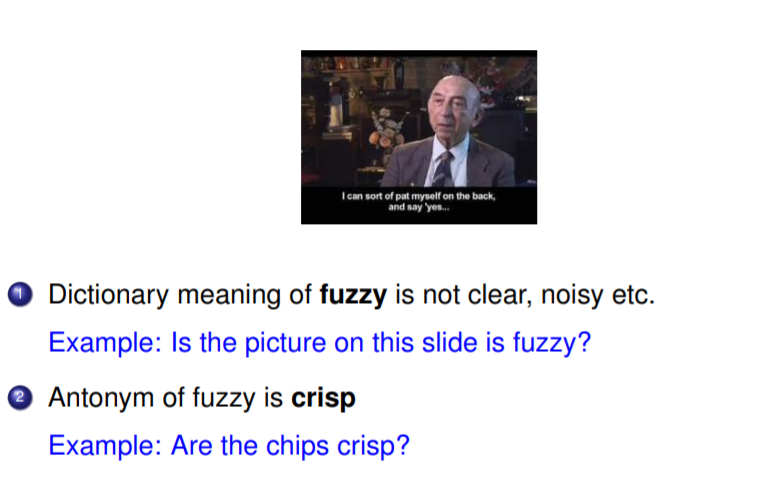 I can sort of pat myself on the back,
and say 'yes...
1 Dictionary meaning of fuzzy is not clear, noisy etc.
Example: Is the picture on this slide is fuzzy?
2 Antonym of fuzzy is crisp
Example: Are the chips crisp?